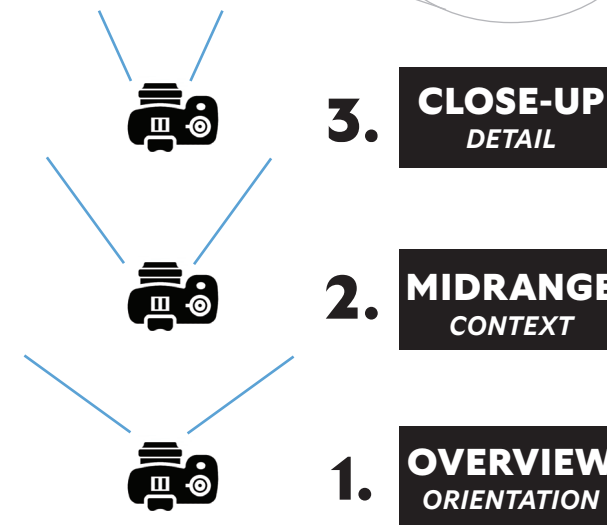 3.
CLOSE-UP
DETAIL
2.
MIDRANGE
CONTEXT
1.
OVERVIEW
ORIENTATION